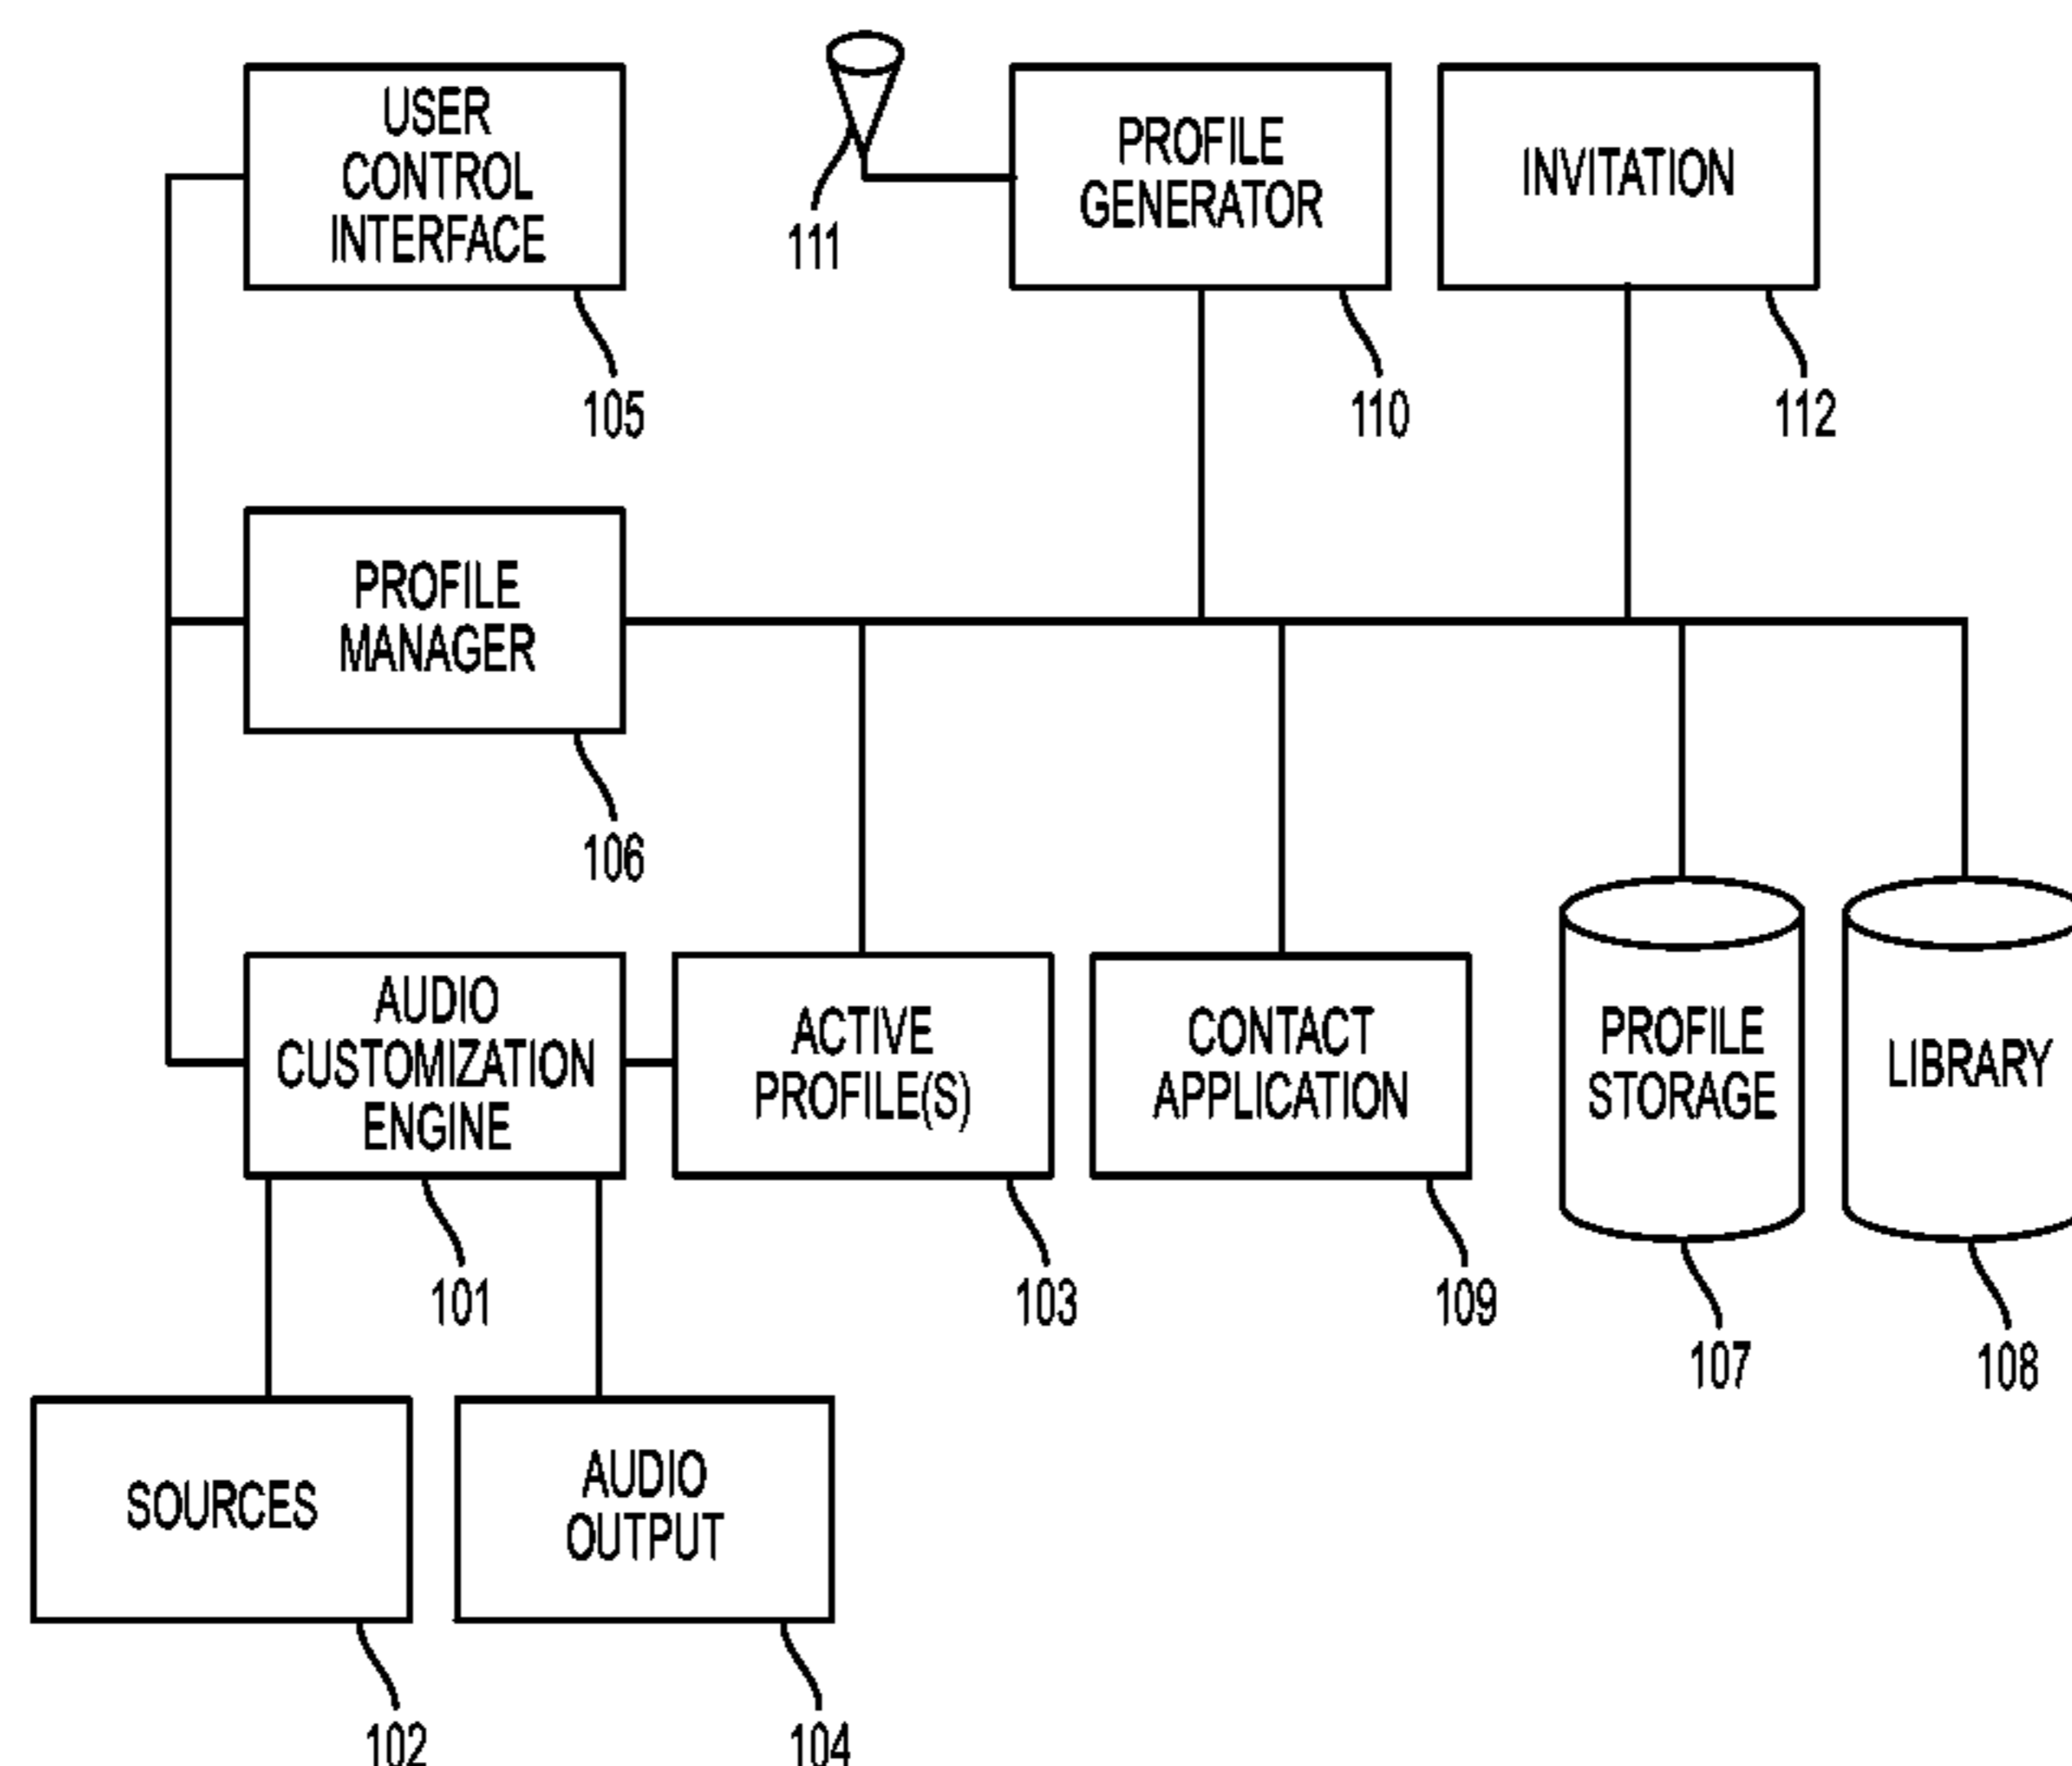 USER
CONTROL
INTERFACE
105
111
PROFILE
GENERATOR
110
INVITATION
112
PROFILE
MANAGER
106
AUDIO
CUSTOMIZATION
ENGINE
101
ACTIVE
PROFILE(S)
103
CONTACT
APPLICATION
109
PROFILE
STORAGE
107
LIBRARY
108
SOURCES
102
AUDIO
OUTPUT
104